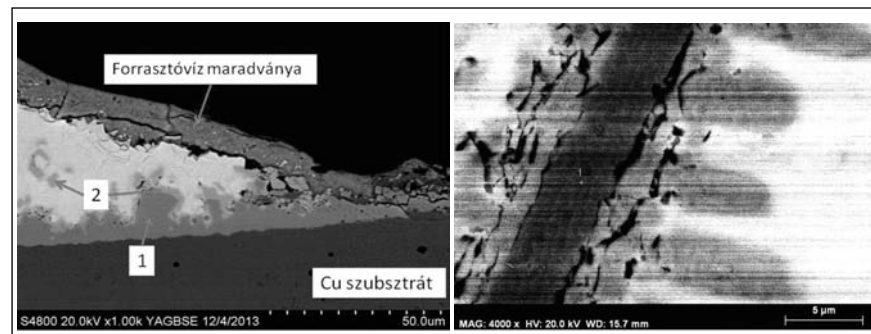 Forrasztóvíz maradványa
2
1
Cu szubsztrát
S4800 20.0kV x1.00k YAGBSE 12/4/2013
50.0um
5 µm
MAG: 4000 x HV: 20.0 kV WD: 15.7 mm